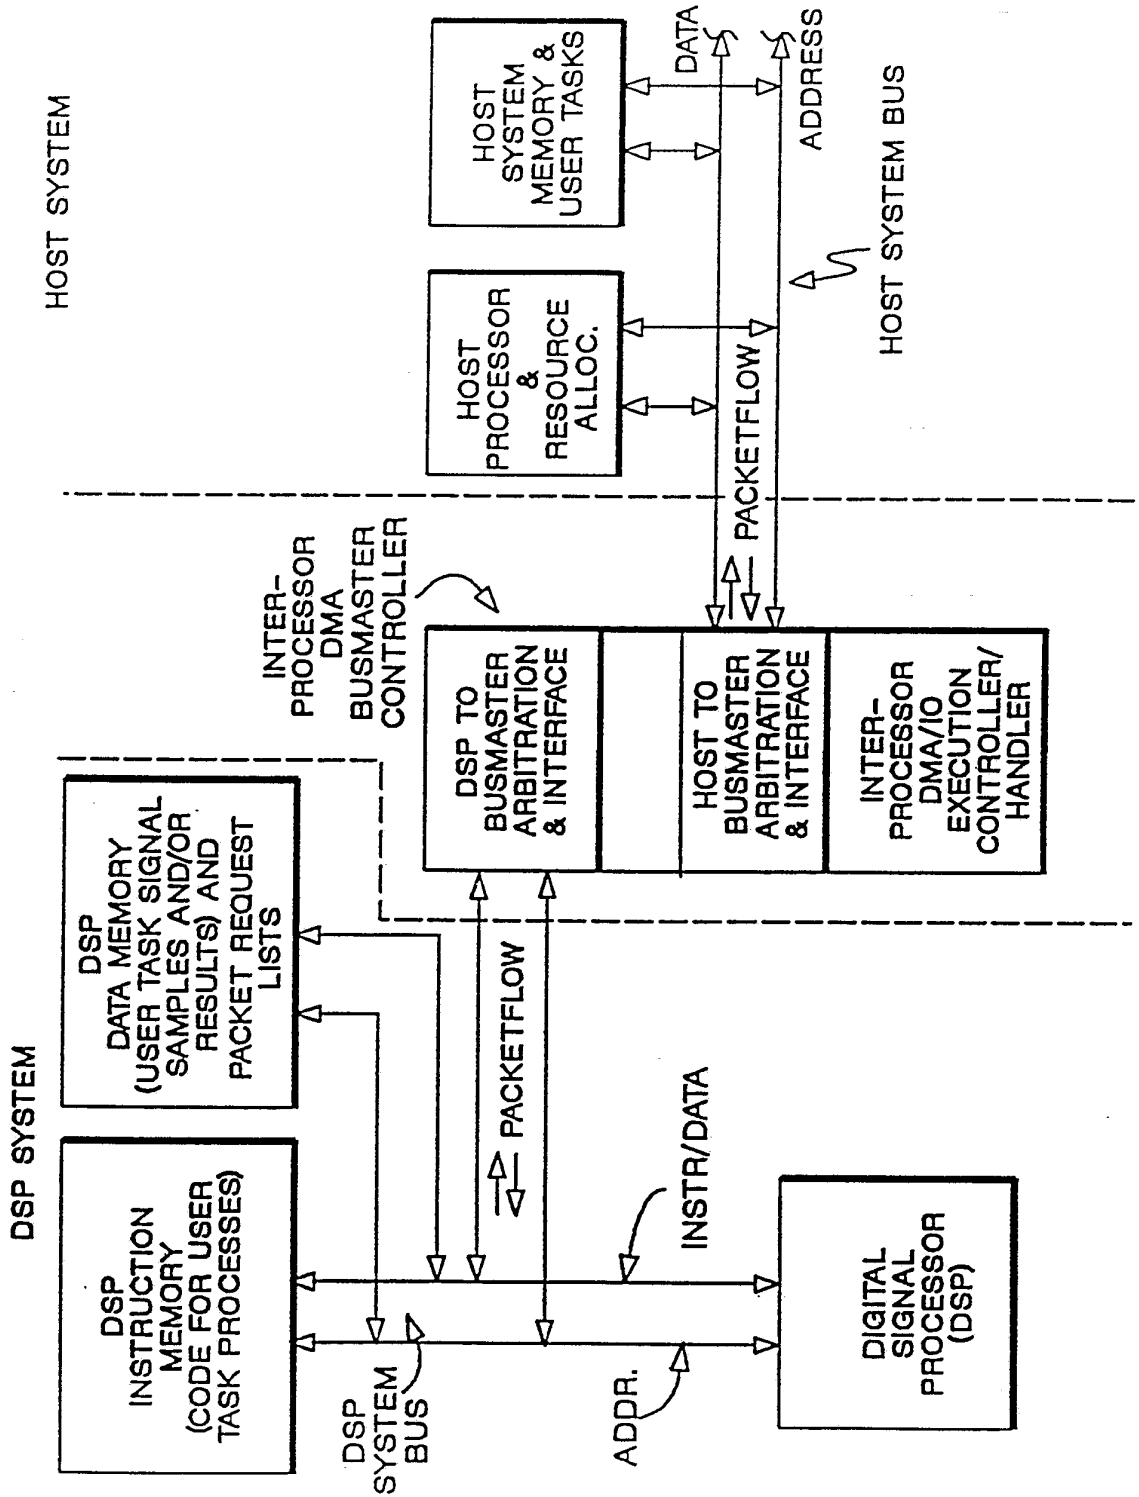 DSP SYSTEM
HOST SYSTEM
DSP
INSTRUCTION
MEMORY
(CODE FOR USER
TASK PROCESSES)
DSP
DATA MEMORY
(USER TASK SIGNAL
SAMPLES AND/OR
RESULTS) AND
PACKET REQUEST
LISTS
INTER-
PROCESSOR
DMA
BUSMASTER
CONTROLLER
HOST
PROCESSOR
&
RESOURCE
ALLOC.
HOST
SYSTEM
MEMORY &
USER TASKS
DSP
SYSTEM
BUS
PACKETFLOW
DSP TO
BUSMASTER
ARBITRATION
& INTERFACE
HOST TO
BUSMASTER
ARBITRATION
& INTERFACE
INTER-
PROCESSOR
DMA/IO
EXECUTION
CONTROLLER/
HANDLER
PACKETFLOW
DATA
ADDRESS
HOST SYSTEM BUS
ADDR.
INSTR/DATA
DIGITAL
SIGNAL
PROCESSOR
(DSP)